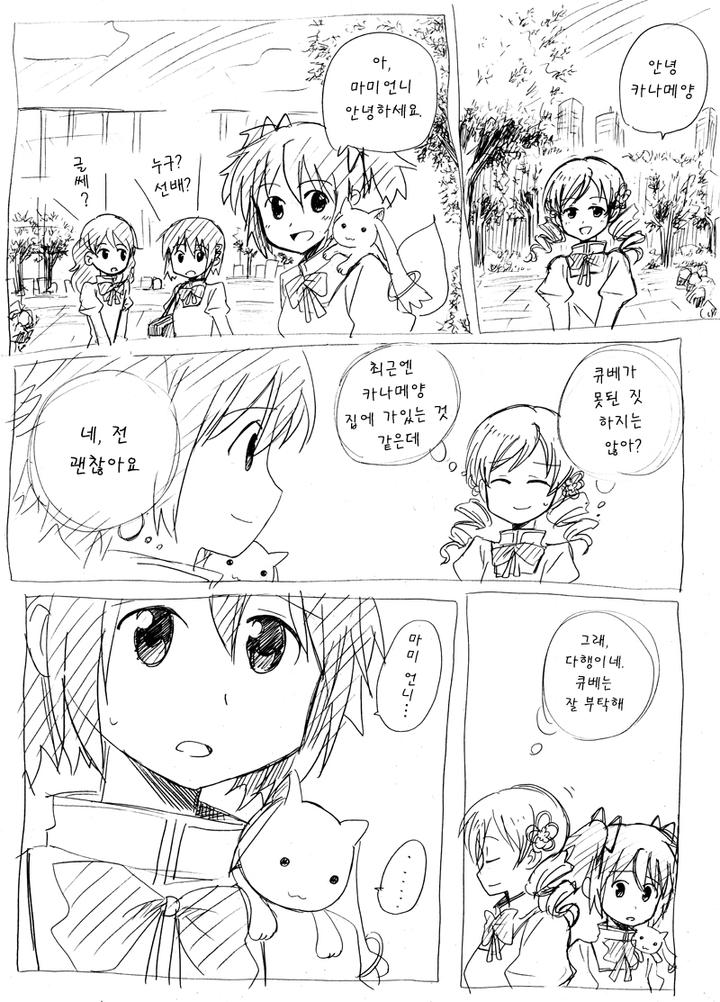 안녕
카나메양
아,
마미언니
안녕하세요.
누구?
선배?
글
쎄
?
큐베가
못된 짓
하지는
않아?
최근엔
카나메양
집에 가있는 것
같은데
네, 전
괜찮아요
그래,
다행이네.
큐베는
잘 부탁해
마
미
언
니
…
……